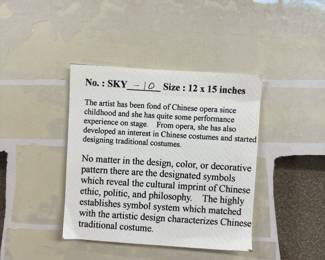 No. : SKY -10 Size : 12 x 15 inches
The artist has been fond of Chinese opera since
childhood and she has quite some performance
experience on stage. From opera, she has also
developed an interest in Chinese costumes and started
designing traditional costumes.
No matter in the design, color, or decorative
pattern there are the designated symbols
which reveal the cultural imprint of Chinese
ethic, politic, and philosophy. The highly
establishes symbol system which matched
with the artistic design characterizes Chinese
traditional costume.